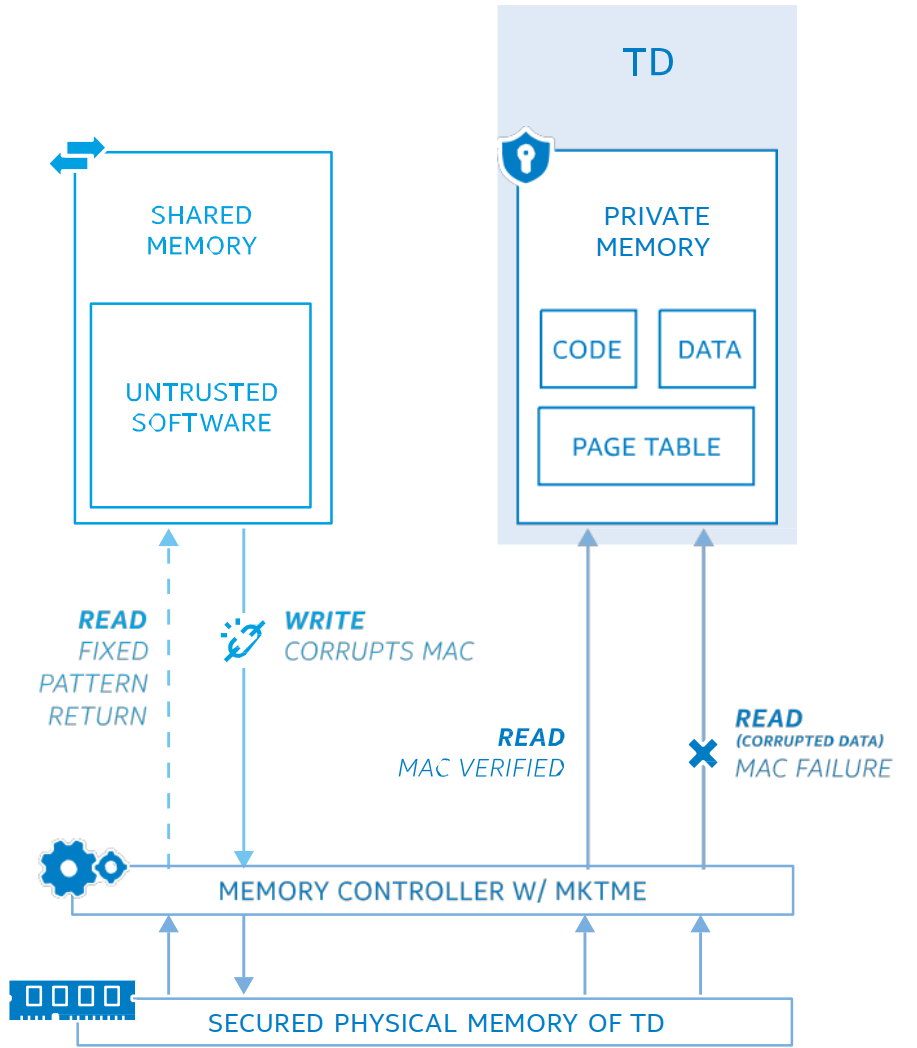 TD
SHARED
MEMORY
PRIVATE
MEMORY
CODE
DATA
UNTRUSTED
SOFTWARE
PAGE TABLE
READ
FIXED
PATTERN
RETURN
WRITE
CORRUPTS MAC
READ
MAC VERIFIED
READ
(CORRUPTED DATA)
MAC FAILURE
MEMORY CONTROLLER W/ MKTME
SECURED PHYSICAL MEMORY OF TD